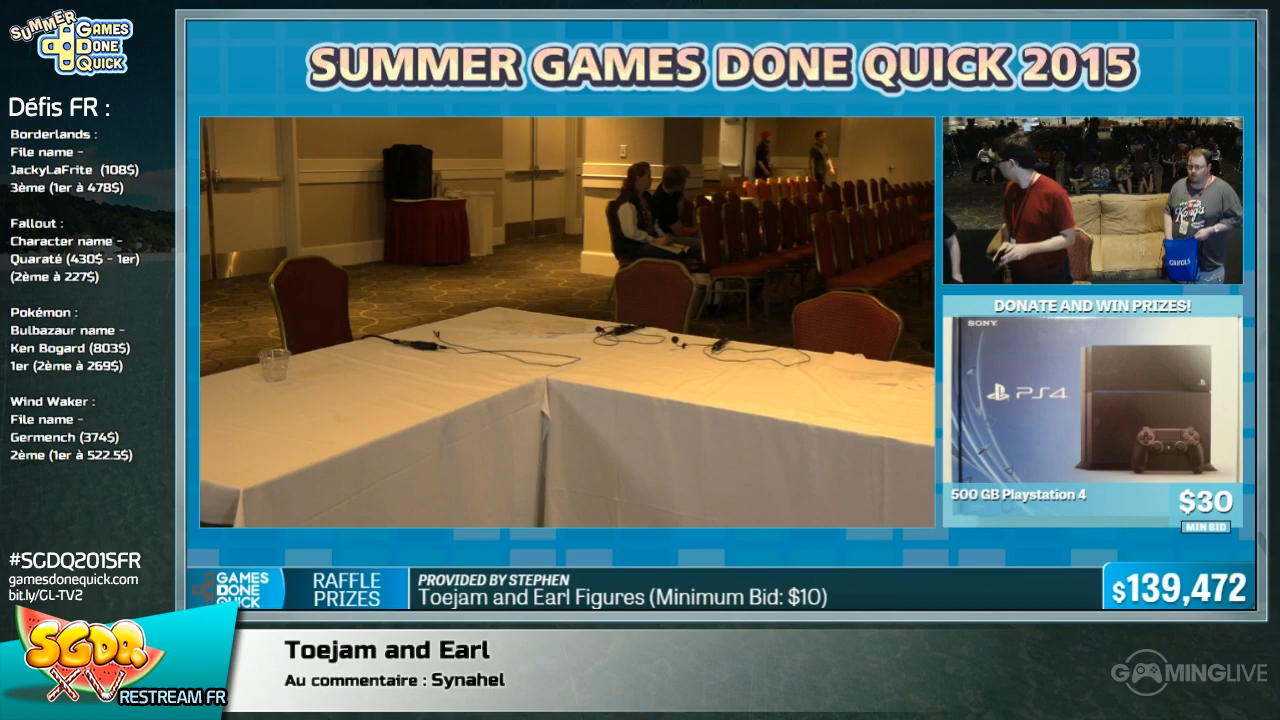 SUMMER
GAMES
DONE
QUICK
Défis FR :
Borderlands :
File name -
JackyLaFrite (108$)
3ème (1er à 478$)
Fallout :
Character name -
Quaraté (430$ - 1er)
(2ème à 227$)
Pokémon :
Bulbazaur name -
Ken Bogard (803$)
1er (2ème à 269$)
Wind Waker :
File name -
Germench (374$)
2ème (1er à 522.5$)
#SGDQ2015FR
gamesdonequick.com
bit.ly/GL-TV2
SGDQ
XV
RESTREAM FR
SUMMER GAMES DONE QUICK 2015
DONATE AND WIN PRIZES!
SONY
PS4
500 GB Playstation 4
$30
MIN BID
GAMES
DONE
QUICK
RAFFLE
PRIZES
PROVIDED BY STEPHEN
Toejam and Earl Figures (Minimum Bid: $10)
$139,472
Toejam and Earl
Au commentaire : Synahel
GAMINGLIVE